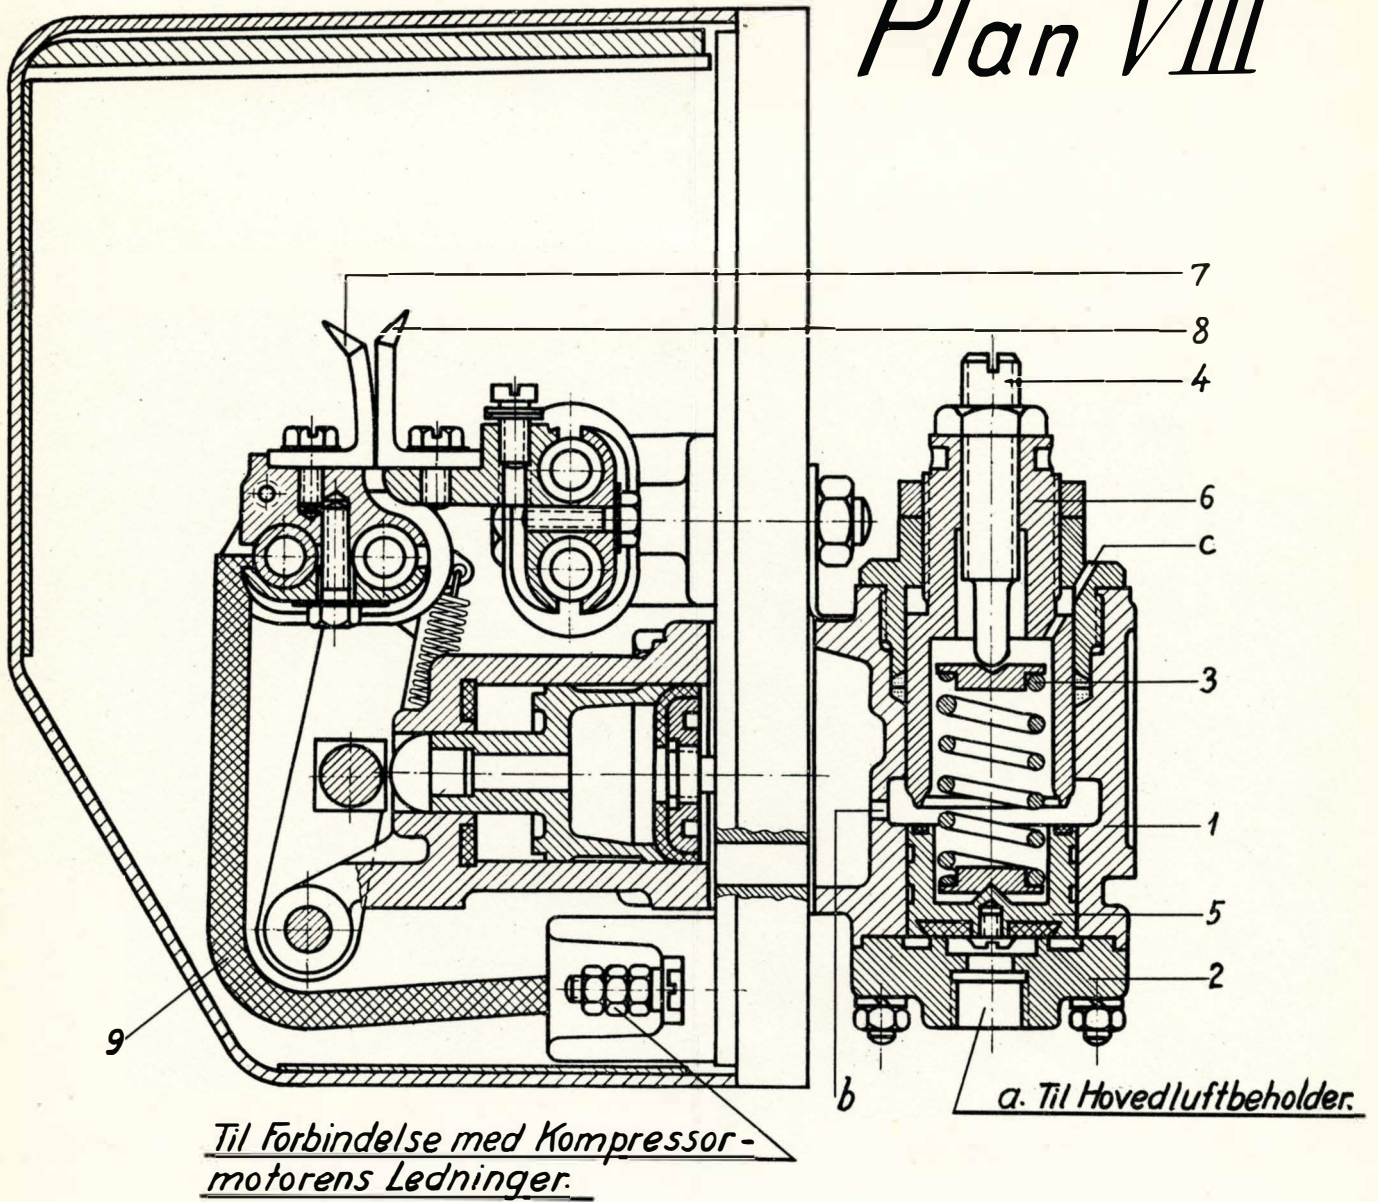 Plan VIII
7
8
4
6
c
3
1
5
2
9
b
a. Til Hovedluftbeholder.
Til Forbindelse med Kompressor-
motorens Ledninger.